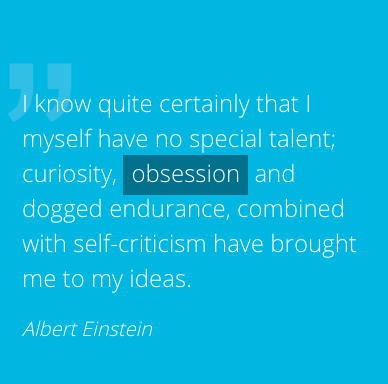 ”
I know quite certainly that I
myself have no special talent;
curiosity, obsession and
dogged endurance, combined
with self-criticism have brought
me to my ideas.
Albert Einstein